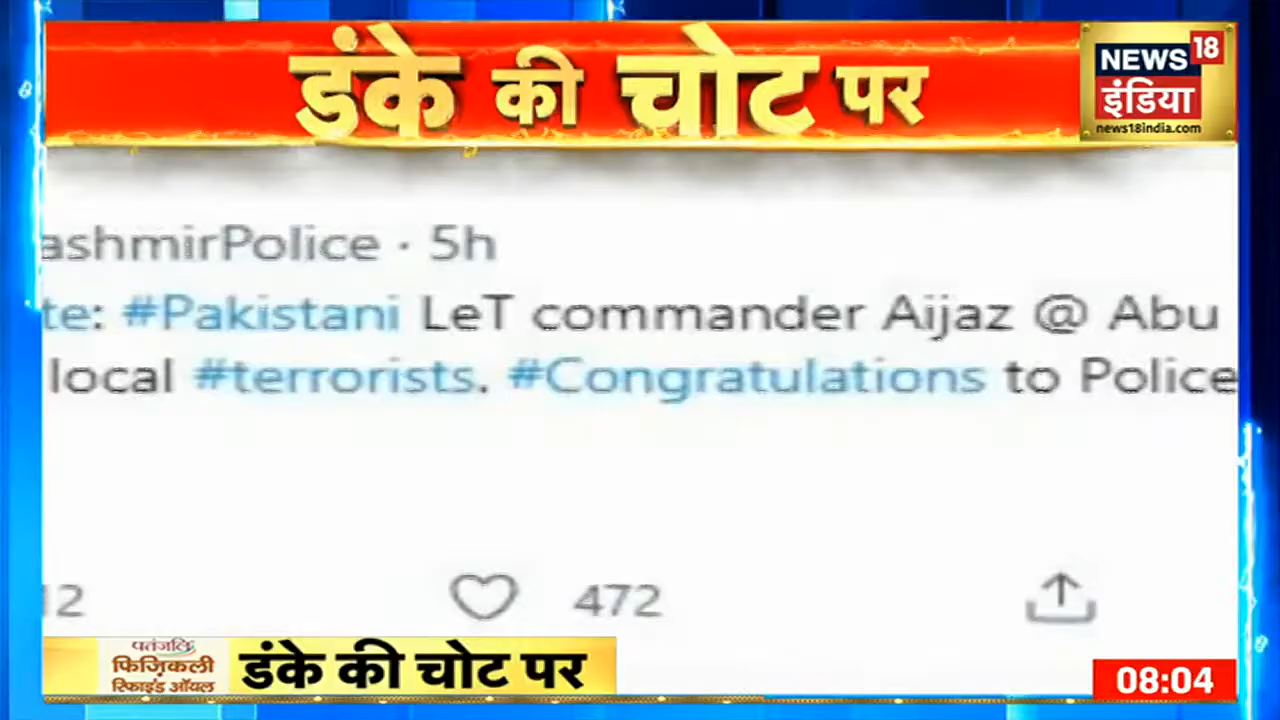 डंके की चोट पर
NEWS 18
इंडिया
news18india.com
ashmirPolice · 5h
te: #Pakistani LeT commander Aijaz @ Abu
local #terrorists. #Congratulations to Police
12
472
पतंजलि
फिज़िकली
रिफाइंड ऑयल
डंके की चोट पर
08:04